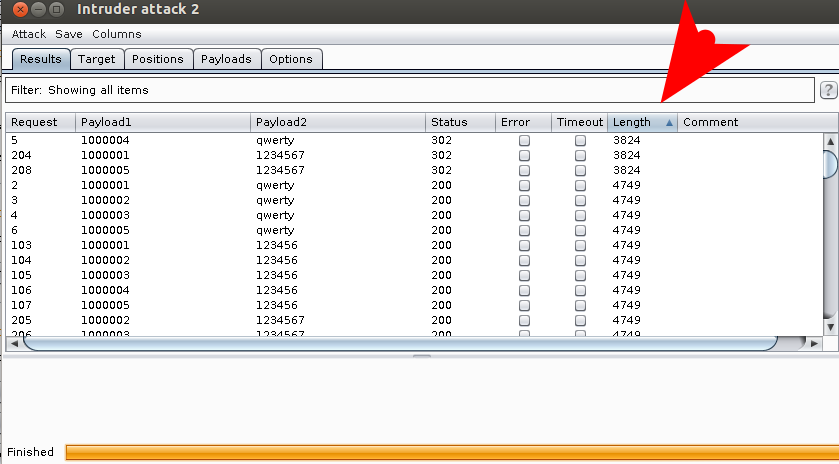 Intruder attack 2
Attack Save Columns
Results Target Positions Payloads Options
Filter: Showing all items ?
Request Payload1 Payload2 Status Error Timeout Length Comment
5 1000004 qwerty 302 3824
204 1000001 1234567 302 3824
208 1000005 1234567 302 3824
2 1000001 qwerty 200 4749
3 1000002 qwerty 200 4749
4 1000003 qwerty 200 4749
6 1000005 qwerty 200 4749
103 1000001 123456 200 4749
104 1000002 123456 200 4749
105 1000003 123456 200 4749
106 1000004 123456 200 4749
107 1000005 123456 200 4749
205 1000002 1234567 200 4749
206 1000003 1234567 200 4749
Finished